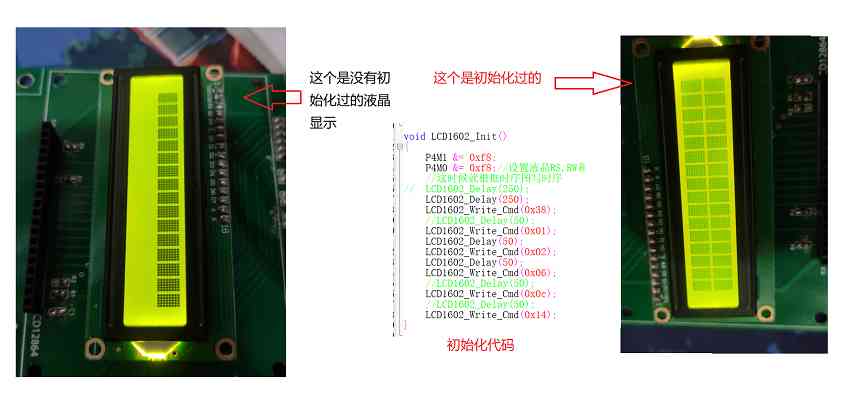 这个是没有初
始化过的液晶
显示
这个是初始化过的
void LCD1602_Init()
{
P4M1 &= 0xf8;
P4M0 &= 0xf8; //设置液晶RS.RW和
//这时候就根据时序图写时序
// LCD1602_Delay(250);
LCD1602_Delay(250);
LCD1602_Write_Cmd(0x38);
//LCD1602_Delay(50);
LCD1602_Write_Cmd(0x01);
LCD1602_Delay(50);
LCD1602_Write_Cmd(0x02);
LCD1602_Delay(50);
LCD1602_Write_Cmd(0x06);
//LCD1602_Delay(50);
LCD1602_Write_Cmd(0x0c);
//LCD1602_Delay(50);
LCD1602_Write_Cmd(0x14);
}
初始化代码
CD12864
CD12864